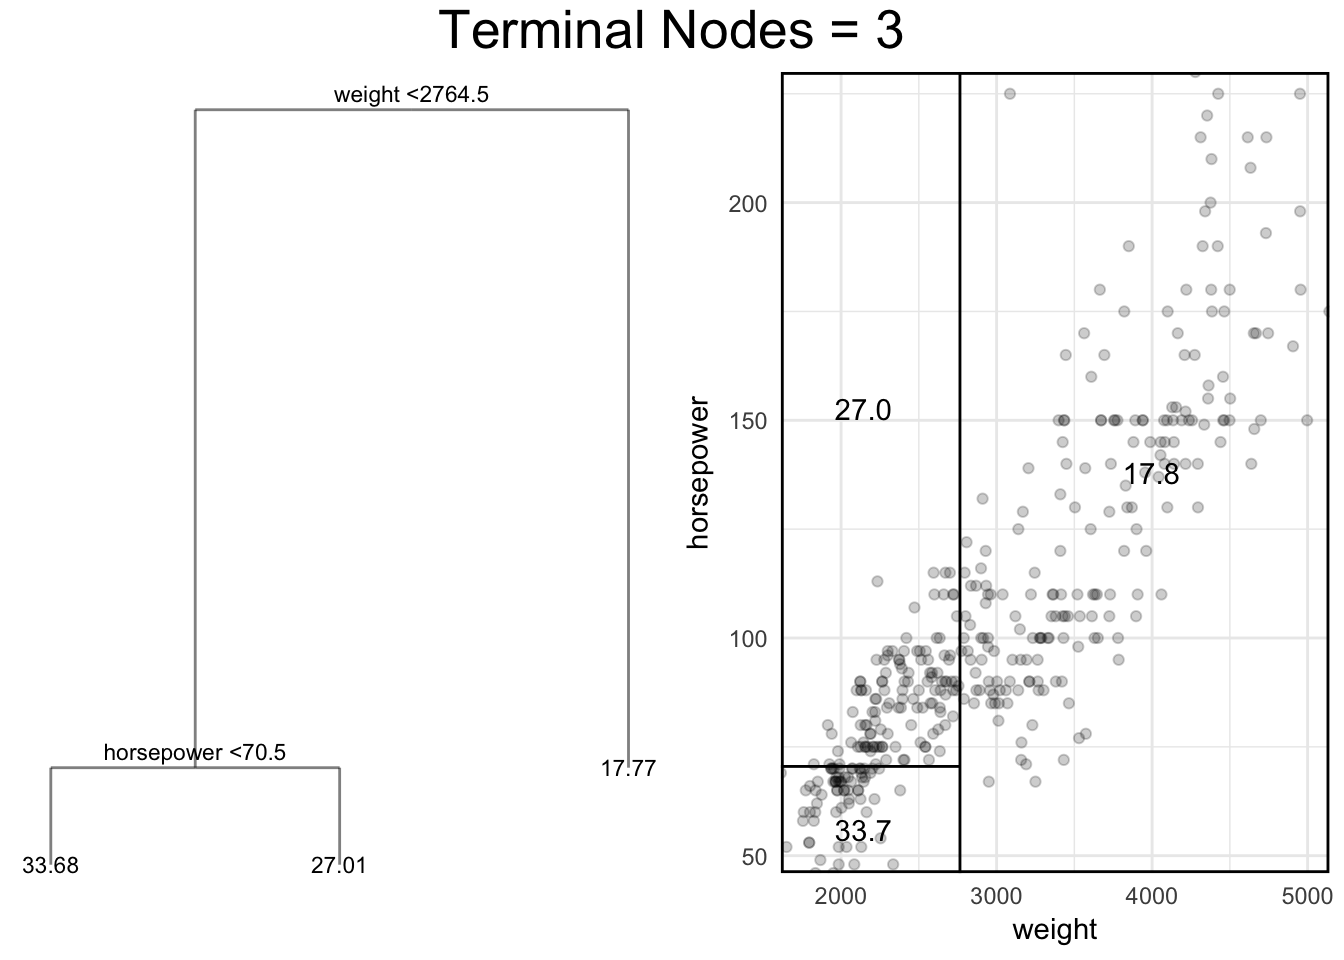 Terminal Nodes = 3
weight <2764.5
horsepower <70.5
17.77
33.68
27.01
horsepower
200
150
100
50
27.0
17.8
33.7
2000
3000
4000
5000
weight